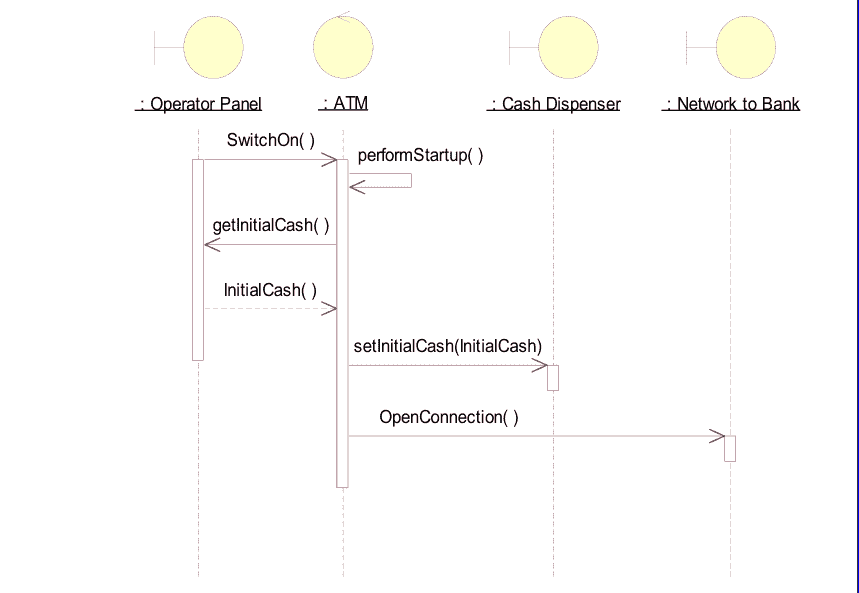 : Operator Panel
: ATM
: Cash Dispenser
: Network to Bank
SwitchOn( )
performStartup( )
getInitialCash( )
InitialCash( )
setInitialCash(InitialCash)
OpenConnection( )